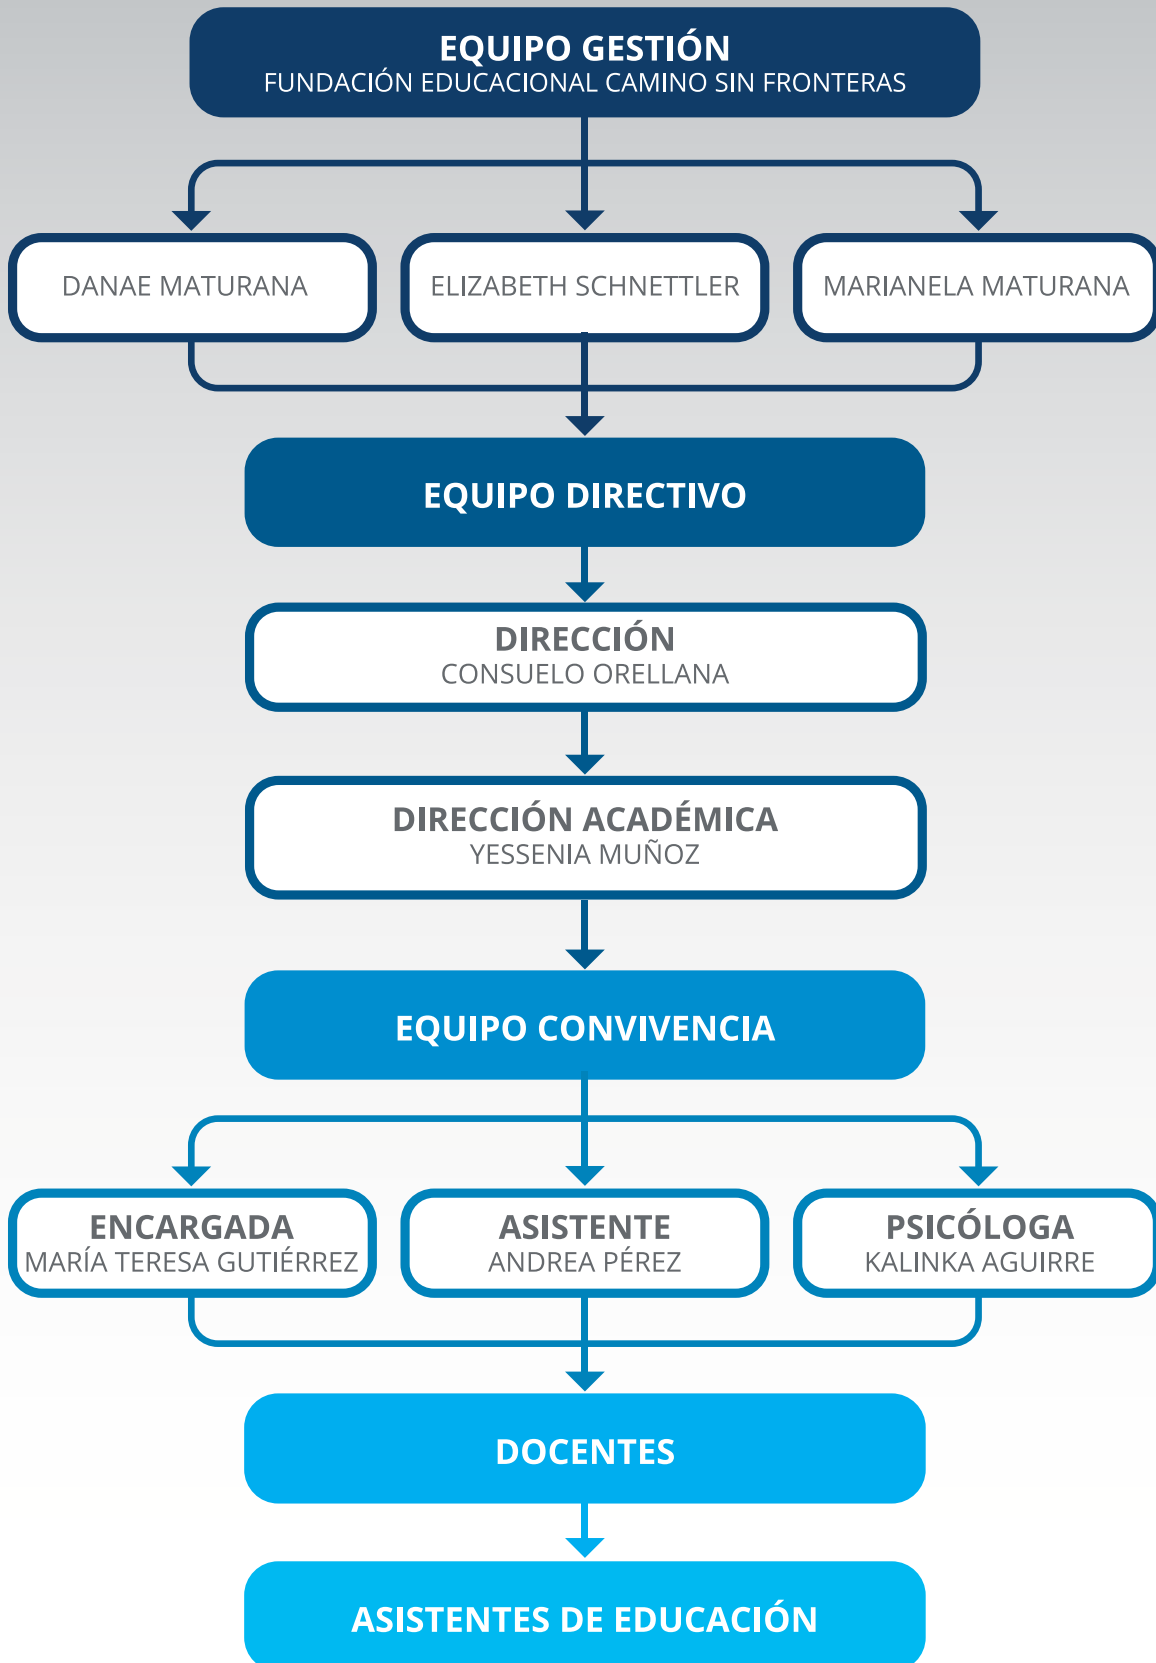 EQUIPO GESTIÓN
FUNDACIÓN EDUCACIONAL CAMINO SIN FRONTERAS
DANAE MATURANA
ELIZABETH SCHNETTLER
MARIANELA MATURANA
EQUIPO DIRECTIVO
DIRECCIÓN
CONSUELO ORELLANA
DIRECCIÓN ACADÉMICA
YESSENIA MUÑOZ
EQUIPO CONVIVENCIA
ENCARGADA
MARÍA TERESA GUTIÉRREZ
ASISTENTE
ANDREA PÉREZ
PSICÓLOGA
KALINKA AGUIRRE
DOCENTES
ASISTENTES DE EDUCACIÓN